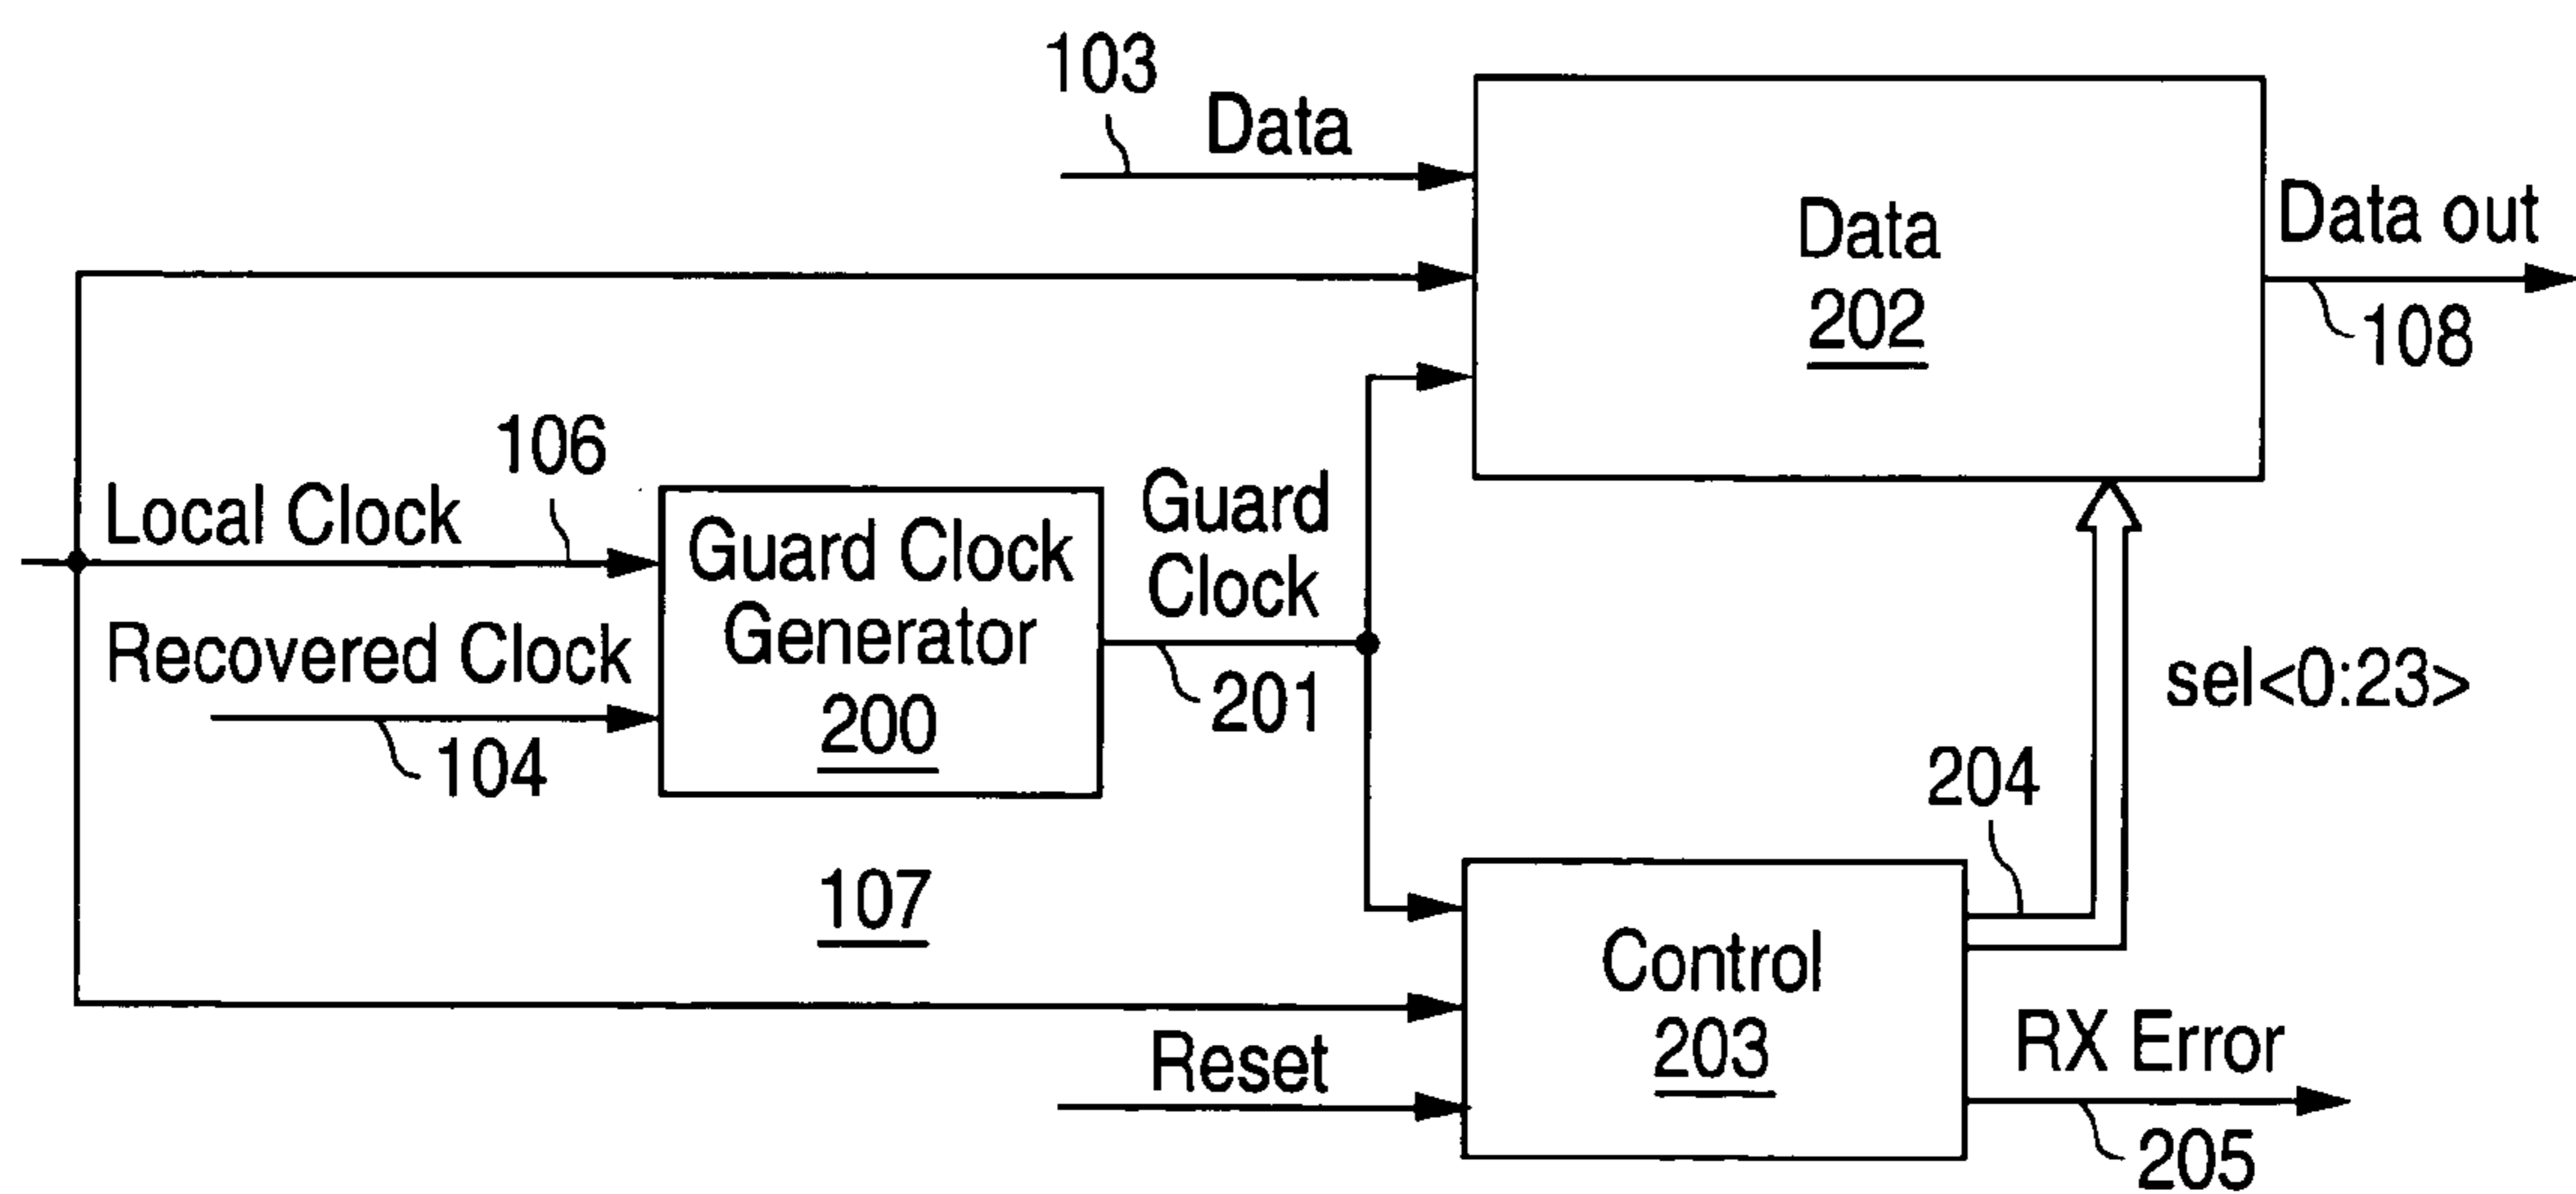 103
Data
Data
202
Data out
108
106
Local Clock
Guard Clock
Generator
200
Guard
Clock
201
Recovered Clock
104
sel<0:23>
204
107
Control
203
Reset
RX Error
205